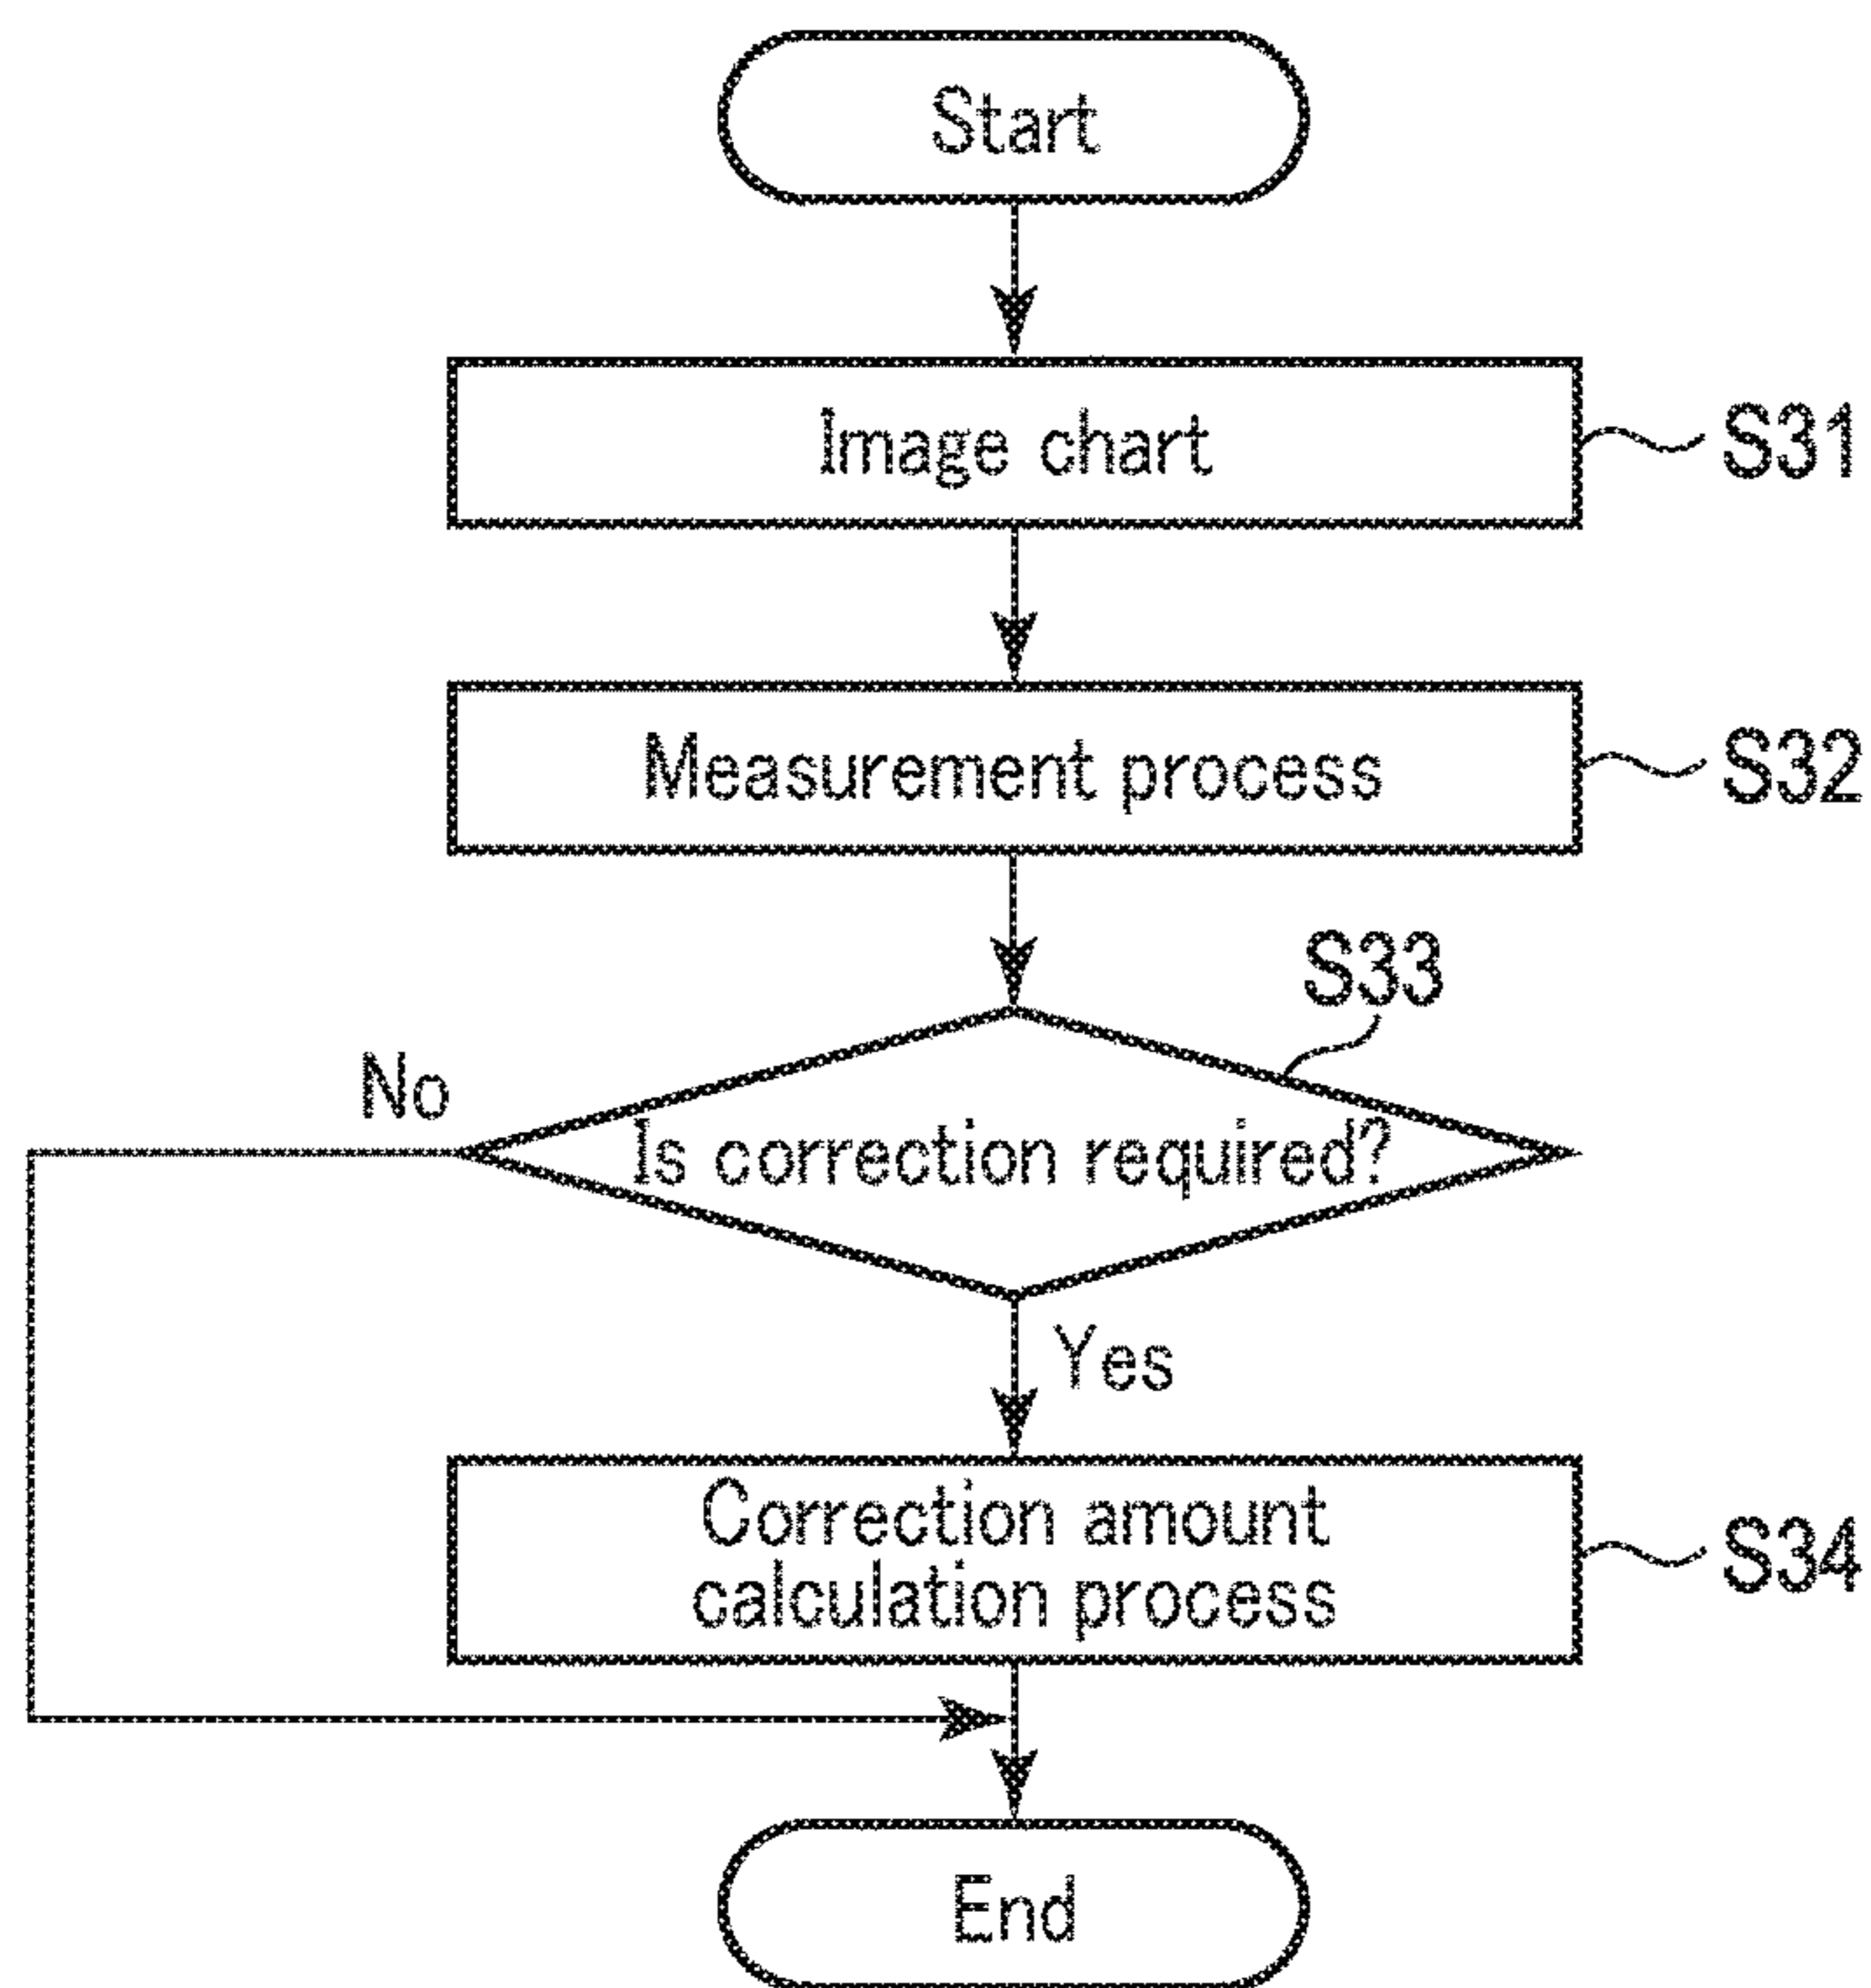 Start
Image chart
S31
Measurement process
S32
S33
No
Is correction required?
Yes
Correction amount
calculation process
S34
End